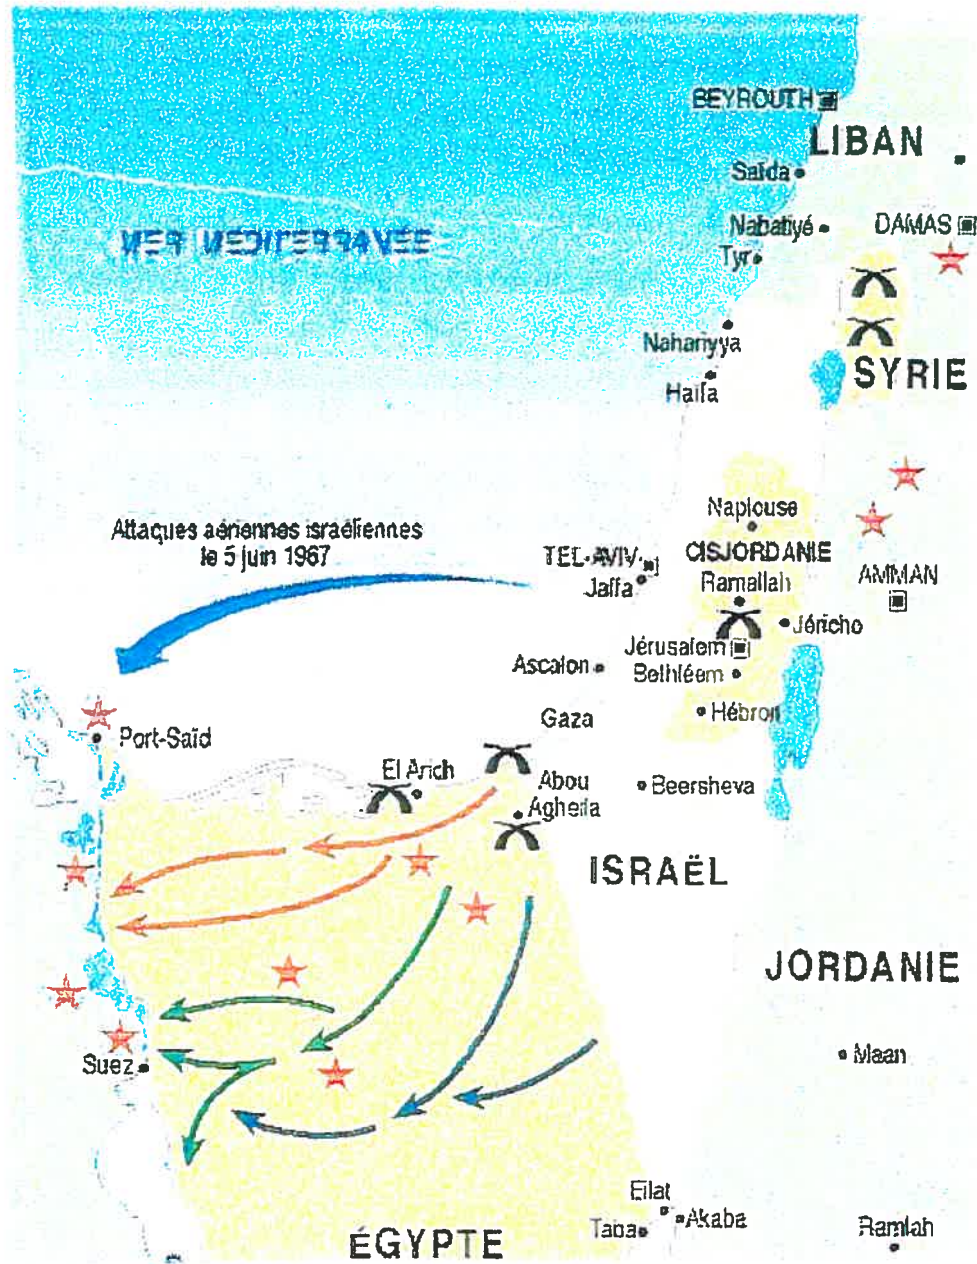 BEYROUTH
LIBAN
Saïda
Nabatiyé
DAMAS
MER MEDITERRANÉE
Tyr
Nahariyya
SYRIE
Haïfa
Naplouse
Attaques aériennes israéliennes
le 5 juin 1967
TEL-AVIV
CISJORDANIE
Jaffa
Ramallah
AMMAN
Jéricho
Jérusalem
Ascalon
Bethléem
Gaza
Hébron
Port-Saïd
El Arich
Abou
Agheila
Beersheva
ISRAËL
JORDANIE
Suez
Maan
Eilat
Akaba
Taba
Ramlah
ÉGYPTE